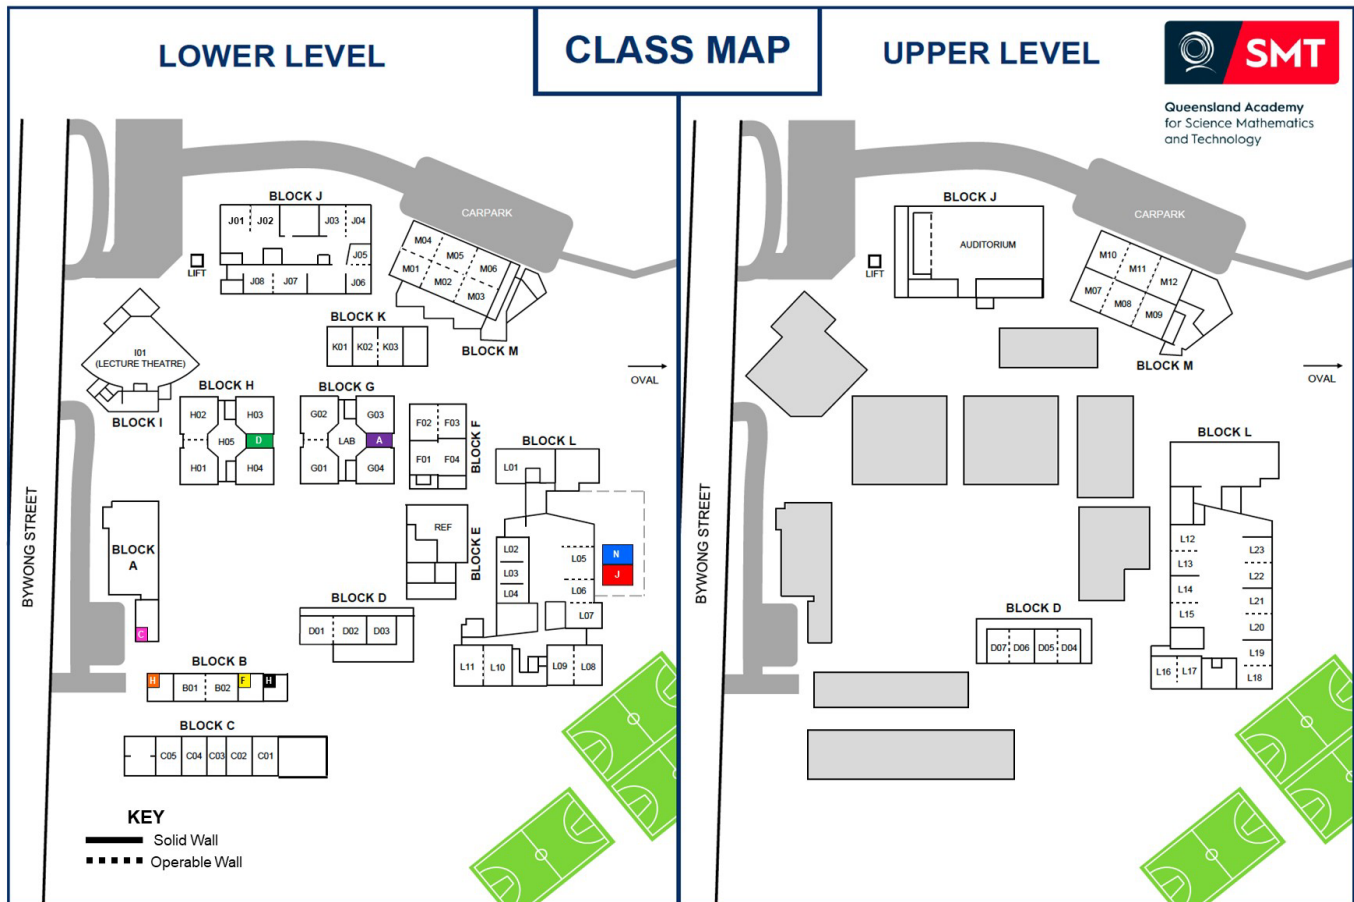 LOWER LEVEL
CLASS MAP
UPPER LEVEL
SMT
Queensland Academy
for Science Mathematics
and Technology
BLOCK J
J01
J02
J03
J04
J05
J06
J07
J08
LIFT
CARPARK
M04
M05
M06
M01
M02
M03
BLOCK M
BLOCK K
K01
K02
K03
I01
(LECTURE THEATRE)
BLOCK I
OVAL
BLOCK H
H02
H03
H05
D
H01
H04
BLOCK G
G02
G03
LAB
A
G01
G04
F02
F03
F01
F04
BLOCK F
BLOCK L
L01
L02
L03
L04
L05
L06
L07
L11
L10
L09
L08
N
J
REF
BLOCK E
BLOCK
A
C
BYWONG STREET
BLOCK D
D01
D02
D03
BLOCK B
H
B01
B02
F
H
BLOCK C
C05
C04
C03
C02
C01
KEY
Solid Wall
Operable Wall
BLOCK J
AUDITORIUM
LIFT
CARPARK
M10
M11
M12
M07
M08
M09
BLOCK M
OVAL
BLOCK L
L12
L13
L14
L15
L16
L17
L23
L22
L21
L20
L19
L18
BYWONG STREET
BLOCK D
D07
D06
D05
D04